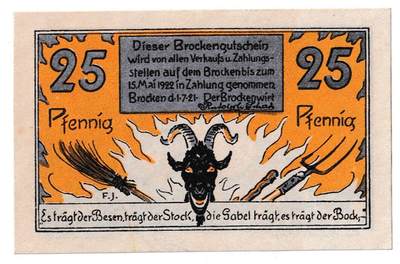 Dieser Brockengutschein
wird von allen Verkaufs u. Zahlungs-
stellen auf dem Brocken bis zum
15. Mai 1922 in Zahlung genommen.
Brocken d. 1.7.21. Der Brockenwirt
25
25
Pfennig
Pfennig
F.J.
Es trägt der Besen, trägt der Stock, die Gabel trägt, es trägt der Bock,-